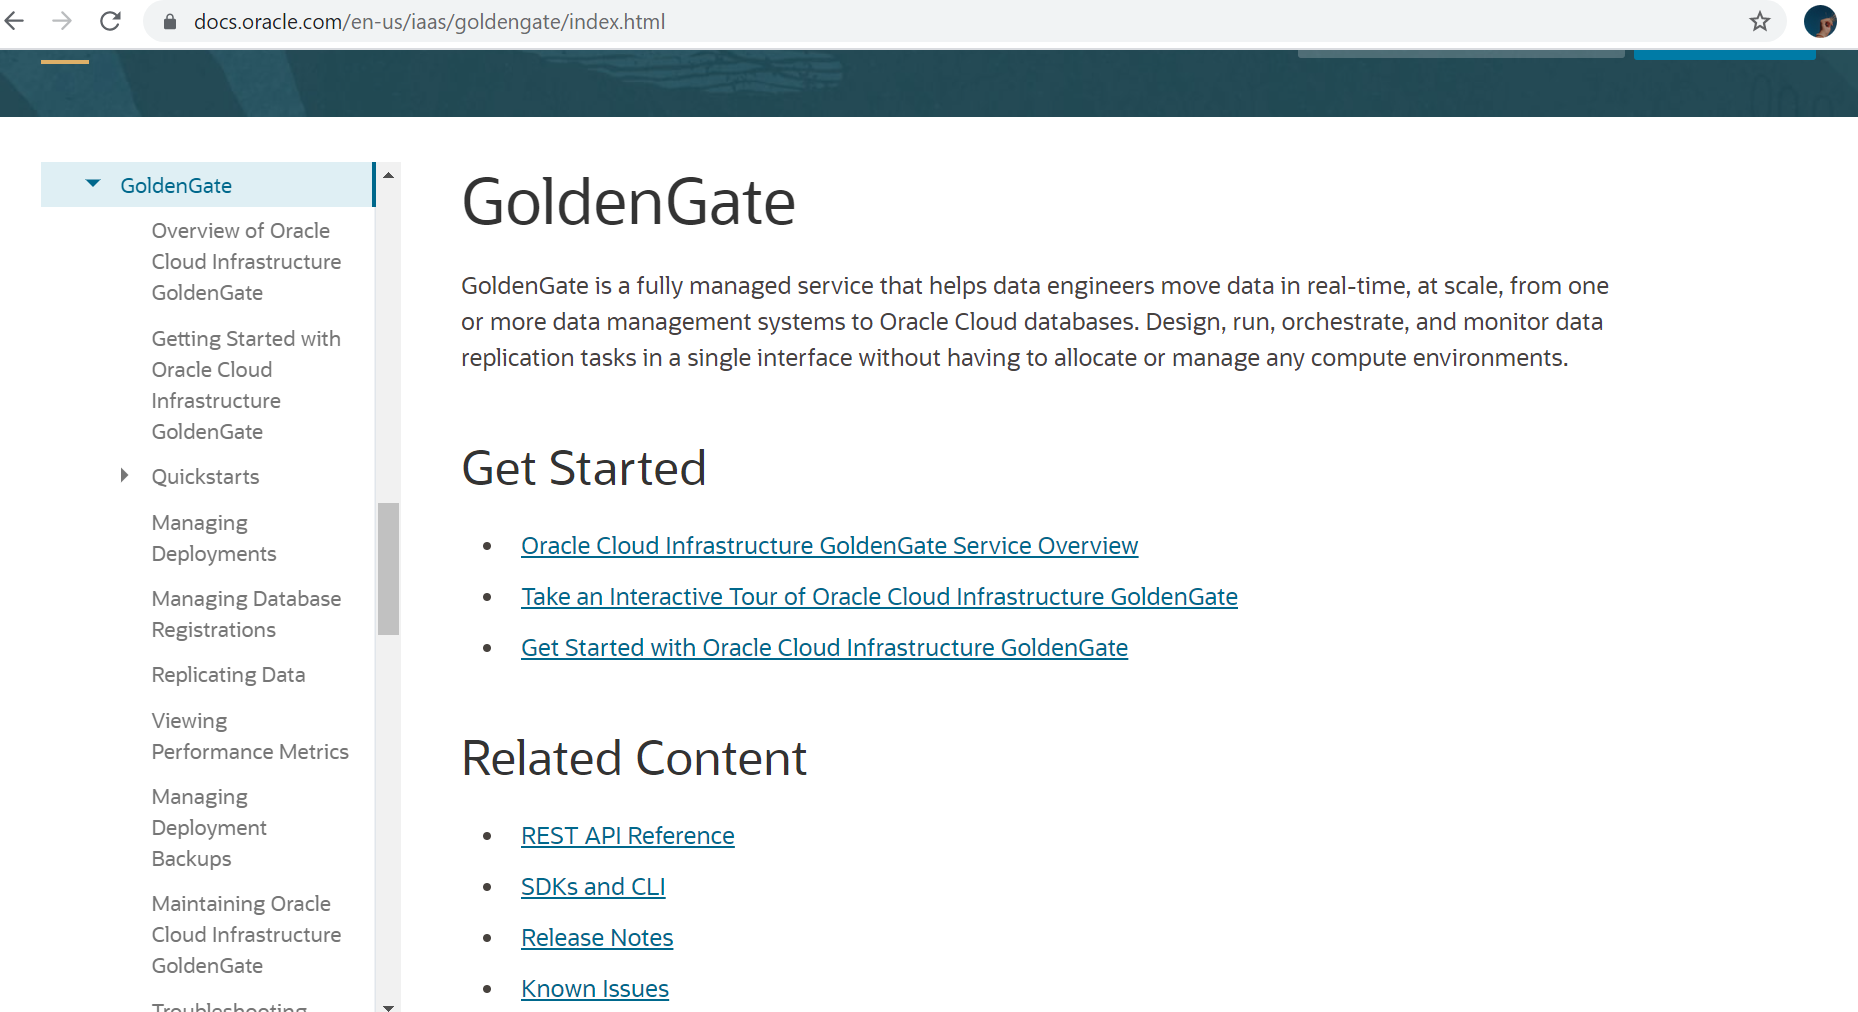 docs.oracle.com/en-us/iaas/goldengate/index.html
GoldenGate
Overview of Oracle
Cloud Infrastructure
GoldenGate
Getting Started with
Oracle Cloud
Infrastructure
GoldenGate
Quickstarts
Managing
Deployments
Managing Database
Registrations
Replicating Data
Viewing
Performance Metrics
Managing
Deployment
Backups
Maintaining Oracle
Cloud Infrastructure
GoldenGate
Troubleshooting
GoldenGate
GoldenGate is a fully managed service that helps data engineers move data in real-time, at scale, from one
or more data management systems to Oracle Cloud databases. Design, run, orchestrate, and monitor data
replication tasks in a single interface without having to allocate or manage any compute environments.
Get Started
Oracle Cloud Infrastructure GoldenGate Service Overview
Take an Interactive Tour of Oracle Cloud Infrastructure GoldenGate
Get Started with Oracle Cloud Infrastructure GoldenGate
Related Content
REST API Reference
SDKs and CLI
Release Notes
Known Issues